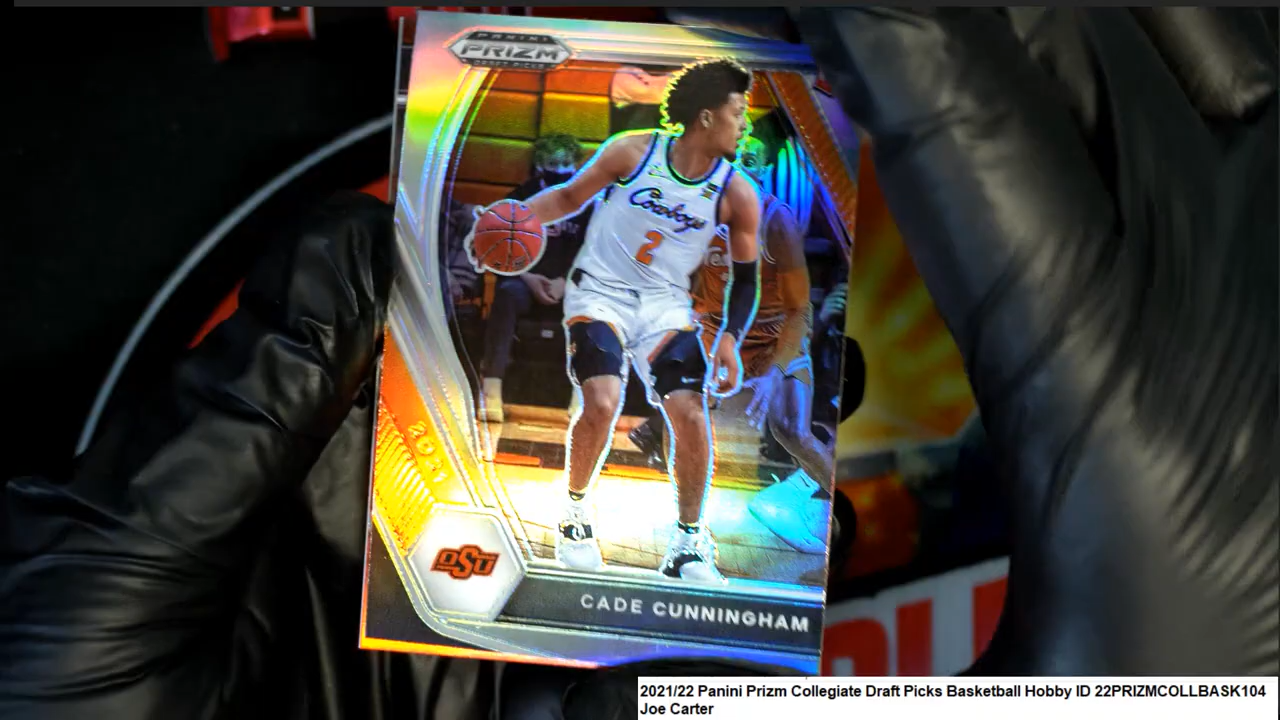 PANINI
PRIZM
DRAFT PICKS
Cowboys
2
2021
OSU
CADE CUNNINGHAM
2021/22 Panini Prizm Collegiate Draft Picks Basketball Hobby ID 22PRIZMCOLLBASK104
Joe Carter